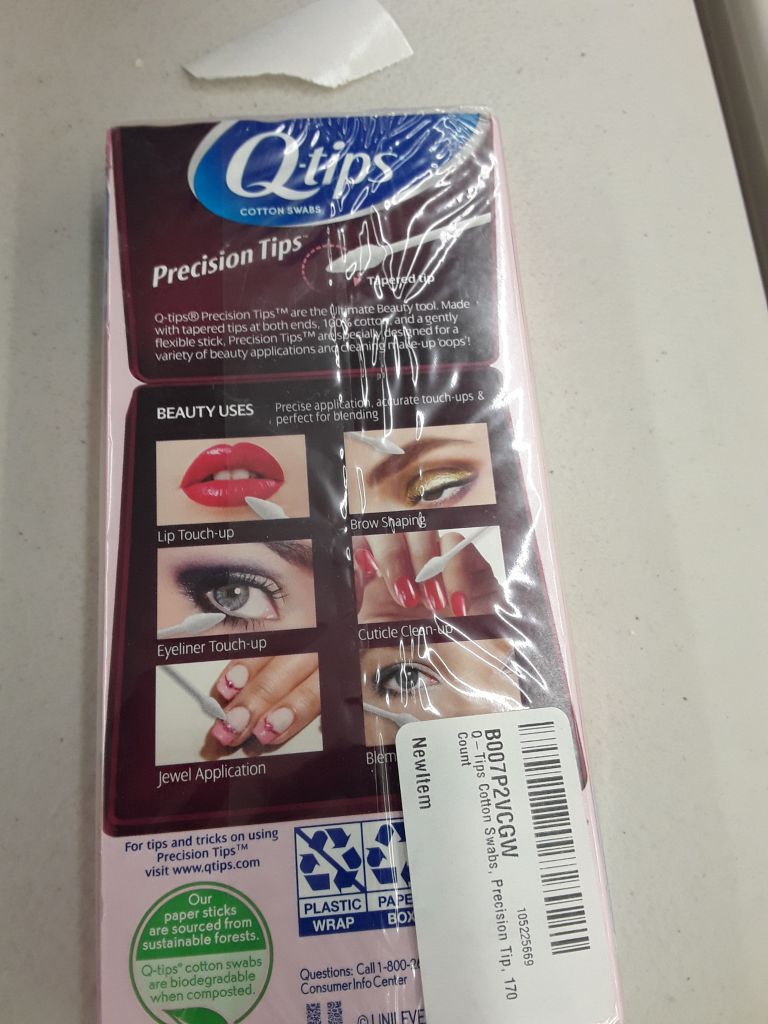 Q-tips
COTTON SWABS
Precision Tips™
Tapered tip
Q-tips® Precision Tips™ are the Ultimate Beauty tool. Made
with tapered tips at both ends, 100% cotton, and a gently
flexible stick, Precision Tips™ are specially designed for a
variety of beauty applications and cleaning make-up 'oops'!
BEAUTY USES
Precise application, accurate touch-ups &
perfect for blending
Lip Touch-up
Brow Shaping
Eyeliner Touch-up
Cuticle Clean-up
Jewel Application
For tips and tricks on using
Precision Tips™
visit www.qtips.com
PLASTIC
WRAP
BOX
Our
paper sticks
are sourced from
sustainable forests.
Q-tips® cotton swabs
are biodegradable
when composted.
Questions: Call 1-800-
Consumer Info Center
©
105225669
B007P2VCGW
Q-Tips Cotton Swabs, Precision Tip, 170
Count
NewItem